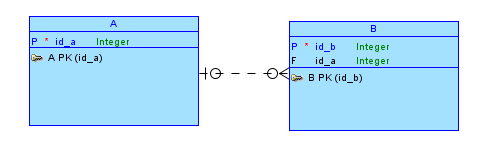 A
P * id_a Integer
A PK (id_a)
B
P * id_b Integer
F id_a Integer
B PK (id_b)